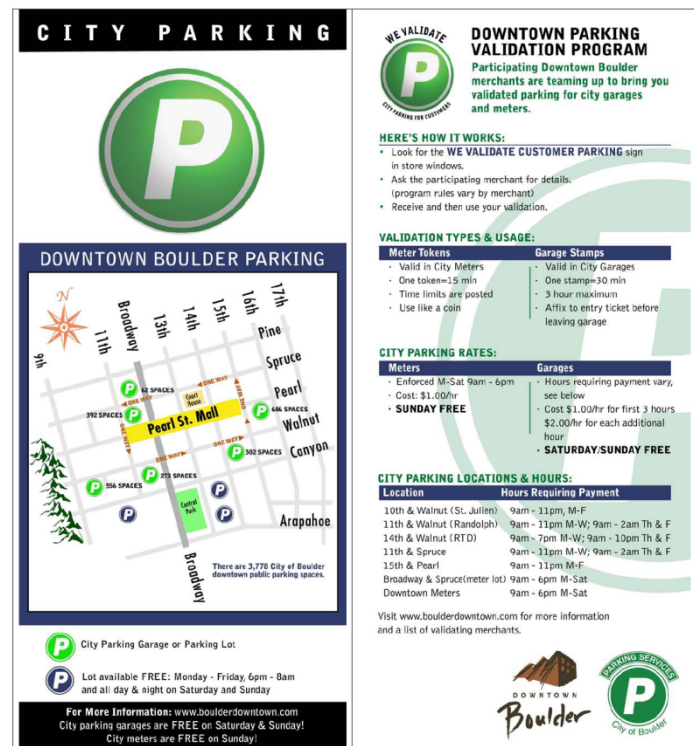 CITY PARKING
P
DOWNTOWN BOULDER PARKING
N
9th
11th
Broadway
13th
14th
15th
16th
17th
Pine
Spruce
Pearl
Walnut
Canyon
Arapahoe
62 SPACES
ONE WAY
ONE WAY
Court
House
ONE WAY
392 SPACES
Pearl St. Mall
686 SPACES
ONE WAY
ONE WAY
ONE WAY
302 SPACES
273 SPACES
556 SPACES
Central
Park
Broadway
There are 3,778 City of Boulder
downtown public parking spaces.
P City Parking Garage or Parking Lot
P Lot available FREE: Monday - Friday, 6pm - 8am
and all day & night on Saturday and Sunday
For More Information: www.boulderdowntown.com
City parking garages are FREE on Saturday & Sunday!
City meters are FREE on Sunday!
WE VALIDATE
P
CITY PARKING FOR CUSTOMERS
DOWNTOWN PARKING
VALIDATION PROGRAM
Participating Downtown Boulder
merchants are teaming up to bring you
validated parking for city garages
and meters.
HERE'S HOW IT WORKS:
• Look for the WE VALIDATE CUSTOMER PARKING sign
in store windows.
• Ask the participating merchant for details.
(program rules vary by merchant)
• Receive and then use your validation.
VALIDATION TYPES & USAGE:
Meter Tokens Garage Stamps
· Valid in City Meters · Valid in City Garages
· One token=15 min · One stamp=30 min
· Time limits are posted · 3 hour maximum
· Use like a coin · Affix to entry ticket before
leaving garage
CITY PARKING RATES:
Meters Garages
· Enforced M-Sat 9am - 6pm · Hours requiring payment vary,
· Cost: $1.00/hr see below
· SUNDAY FREE · Cost $1.00/hr for first 3 hours
$2.00/hr for each additional
hour
· SATURDAY/SUNDAY FREE
CITY PARKING LOCATIONS & HOURS:
Location Hours Requiring Payment
10th & Walnut (St. Julien) 9am - 11pm, M-F
11th & Walnut (Randolph) 9am - 11pm M-W; 9am - 2am Th & F
14th & Walnut (RTD) 9am - 7pm M-W; 9am - 10pm Th & F
11th & Spruce 9am - 11pm M-W; 9am - 2am Th & F
15th & Pearl 9am - 11pm M-F
Broadway & Spruce(meter lot) 9am - 6pm M-Sat
Downtown Meters 9am - 6pm M-Sat
Visit www.boulderdowntown.com for more information
and a list of validating merchants.
DOWNTOWN
Boulder
PARKING SERVICES
P
City of Boulder